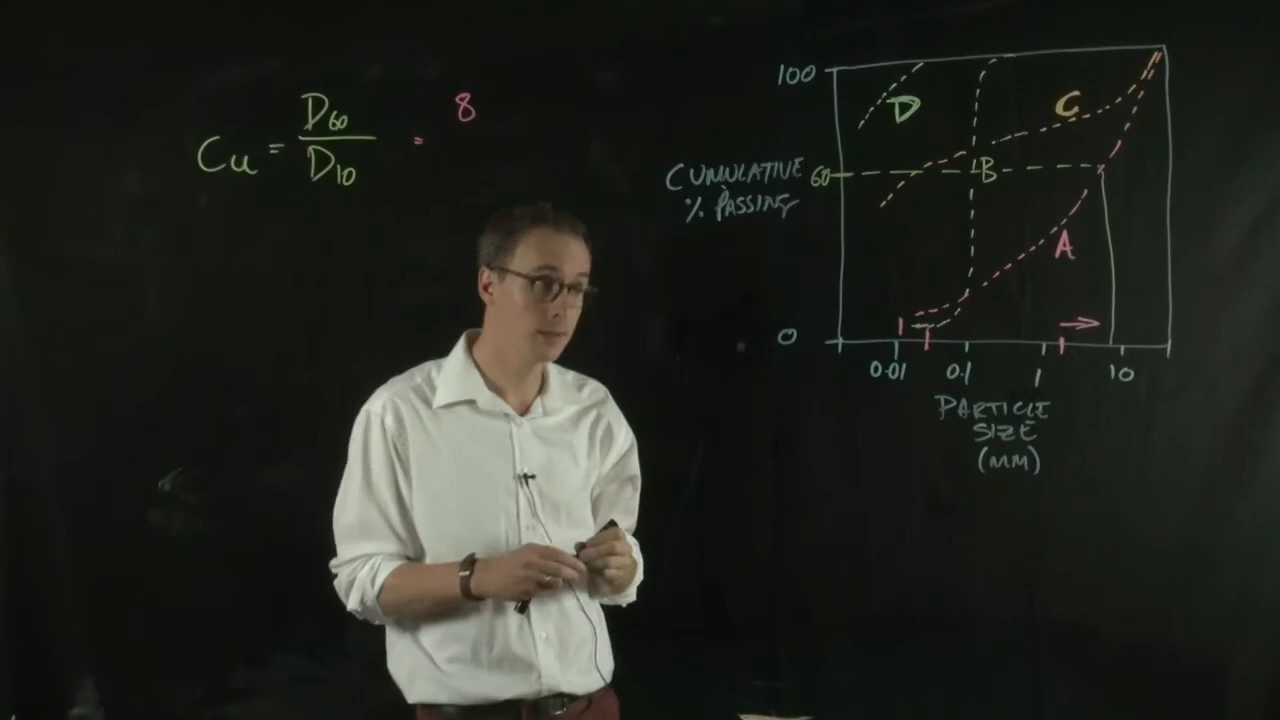 Cu = D60 / D10 = 8
100
CUMULATIVE
% PASSING
60
0
D
C
B
A
0.01 0.1 1 10
PARTICLE
SIZE
(MM)